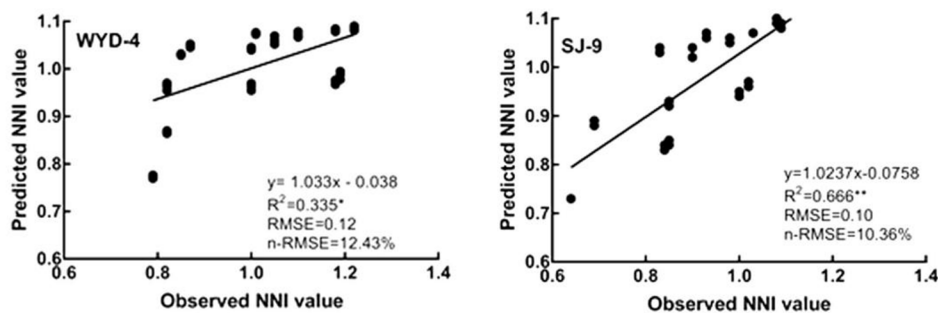 WYD-4
Predicted NNI value
1.1
1.0
0.9
0.8
0.7
0.6
y= 1.033x - 0.038
R²=0.335*
RMSE=0.12
n-RMSE=12.43%
0.6
0.8
1.0
1.2
1.4
Observed NNI value
SJ-9
Predicted NNI value
1.1
1.0
0.9
0.8
0.7
0.6
y=1.0237x-0.0758
R²=0.666**
RMSE=0.10
n-RMSE=10.36%
0.6
0.8
1.0
1.2
1.4
Observed NNI value